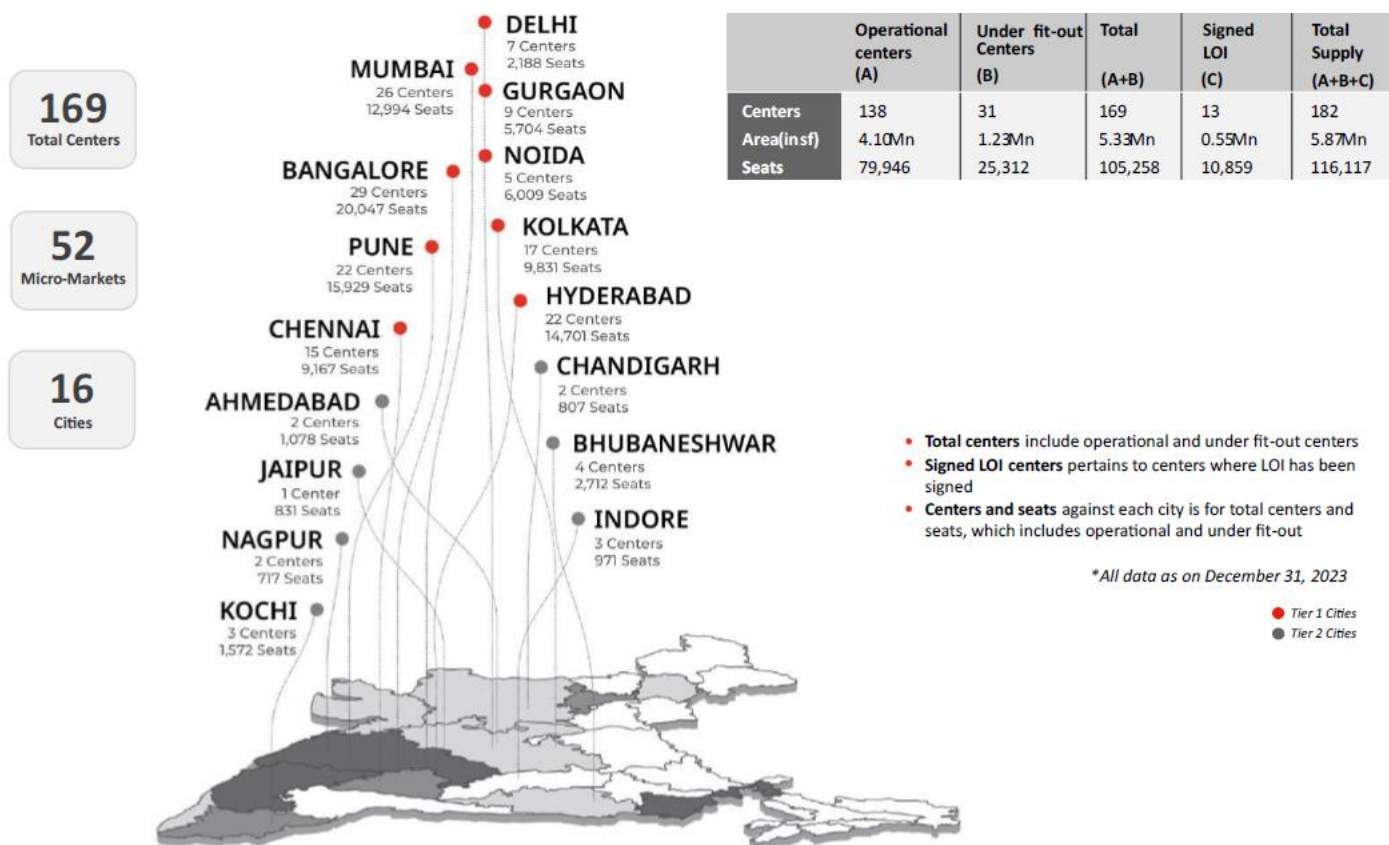 169
Total Centers
52
Micro-Markets
16
Cities
DELHI
7 Centers
2,188 Seats
MUMBAI
26 Centers
12,994 Seats
GURGAON
9 Centers
5,704 Seats
NOIDA
5 Centers
6,009 Seats
BANGALORE
29 Centers
20,047 Seats
KOLKATA
17 Centers
9,831 Seats
PUNE
22 Centers
15,929 Seats
HYDERABAD
22 Centers
14,701 Seats
CHENNAI
15 Centers
9,167 Seats
CHANDIGARH
2 Centers
807 Seats
AHMEDABAD
2 Centers
1,078 Seats
BHUBANESHWAR
4 Centers
2,712 Seats
JAIPUR
1 Center
831 Seats
INDORE
3 Centers
971 Seats
NAGPUR
2 Centers
717 Seats
KOCHI
3 Centers
1,572 Seats
Operational centers (A) Under fit-out Centers (B) Total (A+B) Signed LOI (C) Total Supply (A+B+C)
Centers 138 31 169 13 182
Area(in sf) 4.10Mn 1.23Mn 5.33Mn 0.55Mn 5.87Mn
Seats 79,946 25,312 105,258 10,859 116,117
• Total centers include operational and under fit-out centers
• Signed LOI centers pertains to centers where LOI has been
signed
• Centers and seats against each city is for total centers and
seats, which includes operational and under fit-out
*All data as on December 31, 2023
Tier 1 Cities
Tier 2 Cities